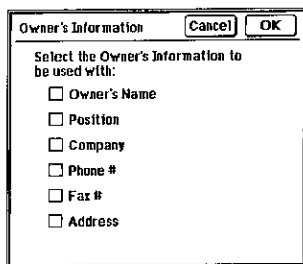 Owner's Information Cancel OK
Select the Owner's Information to
be used with:
Owner's Name
Position
Company
Phone #
Fax #
Address